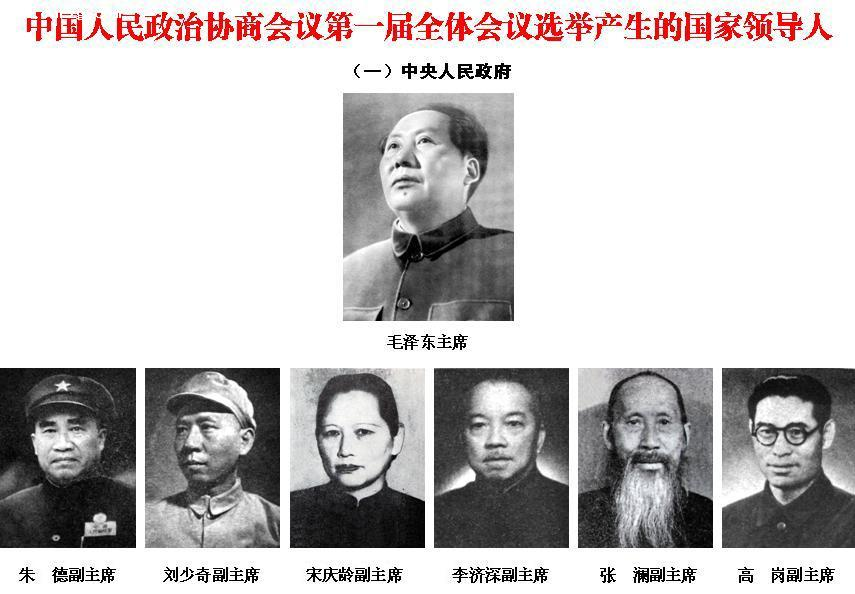 中国人民政治协商会议第一届全体会议选举产生的国家领导人
（一）中央人民政府
毛泽东主席
朱　德副主席　刘少奇副主席　宋庆龄副主席　李济深副主席　张　澜副主席　高　岗副主席